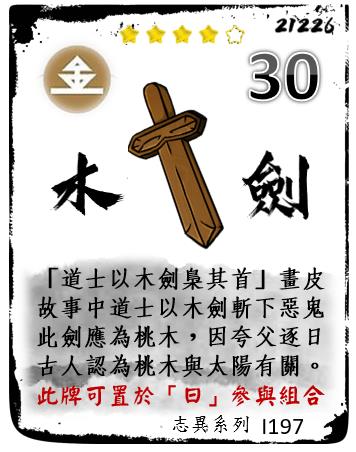 21226
金
30
木 劍
「道士以木劍梟其首」畫皮
故事中道士以木劍斬下惡鬼
此劍應為桃木，因夸父逐日
古人認為桃木與太陽有關。
此牌可置於「日」參與組合
志異系列 I197